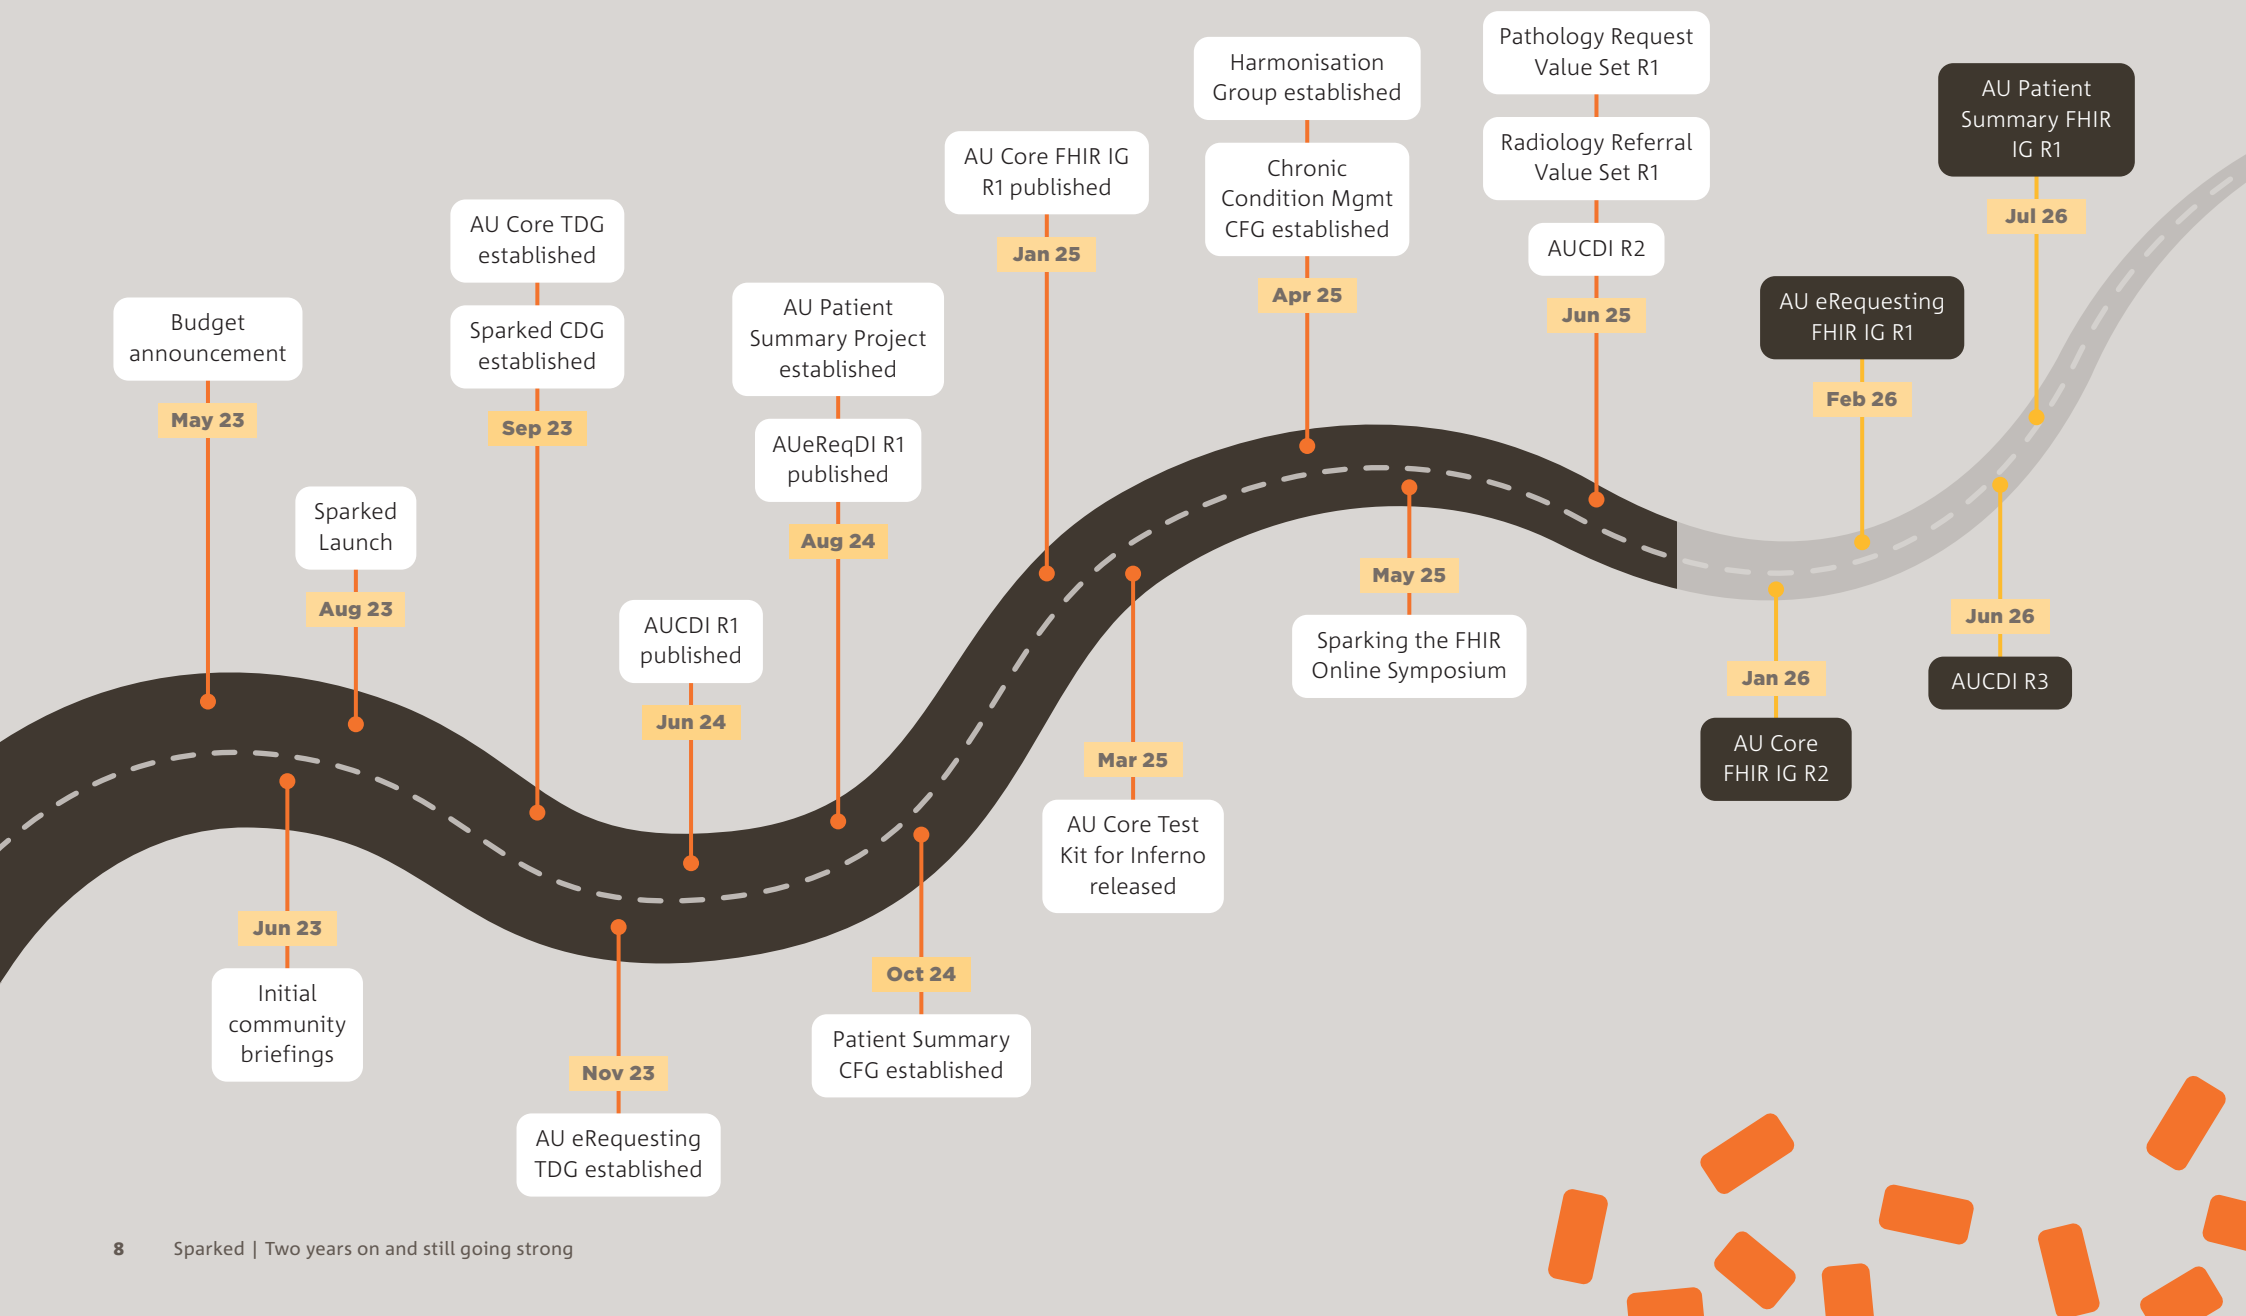 Budget
announcement
May 23
Jun 23
Initial
community
briefings
Sparked
Launch
Aug 23
AU Core TDG
established
Sparked CDG
established
Sep 23
Nov 23
AU eRequesting
TDG established
AUCDI R1
published
Jun 24
AU Patient
Summary Project
established
AUeReqDI R1
published
Aug 24
Oct 24
Patient Summary
CFG established
AU Core FHIR IG
R1 published
Jan 25
Mar 25
AU Core Test
Kit for Inferno
released
Harmonisation
Group established
Chronic
Condition Mgmt
CFG established
Apr 25
May 25
Sparking the FHIR
Online Symposium
Pathology Request
Value Set R1
Radiology Referral
Value Set R1
AUCDI R2
Jun 25
Jan 26
AU Core
FHIR IG R2
AU eRequesting
FHIR IG R1
Feb 26
Jun 26
AUCDI R3
AU Patient
Summary FHIR
IG R1
Jul 26
8 Sparked | Two years on and still going strong